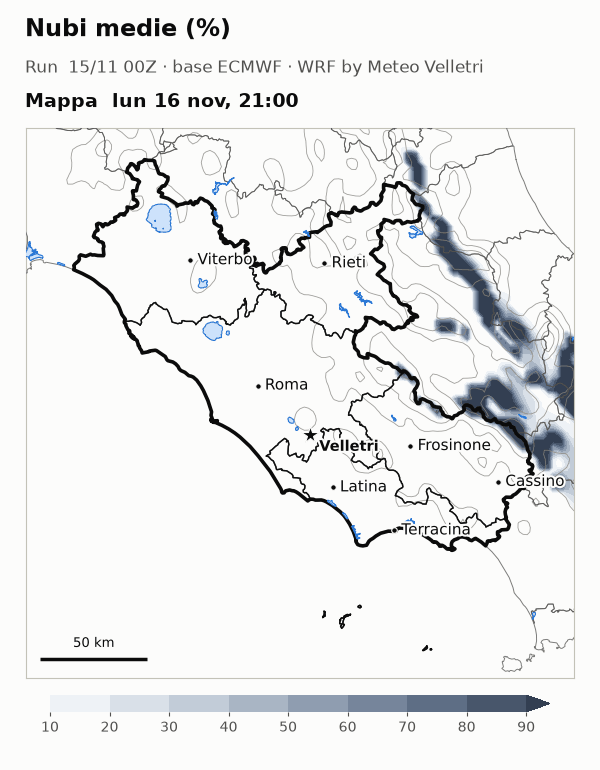 Nubi medie (%)
Run 15/11 00Z · base ECMWF · WRF by Meteo Velletri
Mappa lun 16 nov, 21:00
Viterbo
Rieti
Roma
Velletri
Frosinone
Latina
Cassino
Terracina
50 km
10 20 30 40 50 60 70 80 90